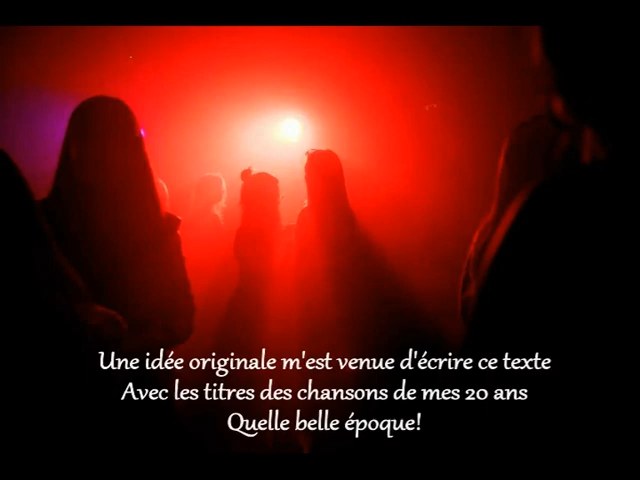 Une idée originale m'est venue d'écrire ce texte
Avec les titres des chansons de mes 20 ans
Quelle belle époque!